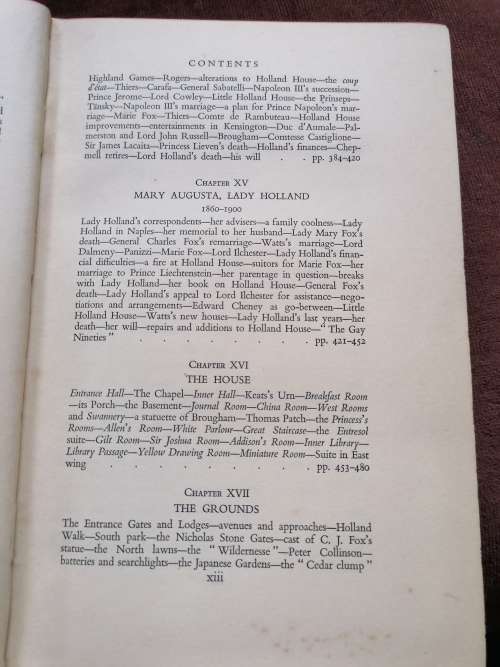 CONTENTS
Highland Games—Rogers—alterations to Holland House—the coup
d'état—Thiers—Carafa—General Sabatelli—Napoleon III's succession—
Prince Jerome—Lord Cowley—Little Holland House—the Prinseps—
Tinsky—Napoleon III's marriage—a plan for Prince Napoleon's mar-
riage—Marie Fox—Thiers—Comte de Rambuteau—Holland House
improvements—entertainments in Kensington—Duc d'Aumale—Pal-
merston and Lord John Russell—Brougham—Comtesse Castiglione—
Sir James Lacaita—Princess Lieven's death—Holland's finances—Chep-
mell retires—Lord Holland's death—his will . . pp. 384-420
CHAPTER XV
MARY AUGUSTA, LADY HOLLAND
1860-1900
Lady Holland's correspondents—her advisers—a family coolness—Lady
Holland in Naples—her memorial to her husband—Lady Mary Fox's
death—General Charles Fox's remarriage—Watts's marriage—Lord
Dalmeny—Panizzi—Marie Fox—Lord Ilchester—Lady Holland's finan-
cial difficulties—a fire at Holland House—suitors for Marie Fox—her
marriage to Prince Liechtenstein—her parentage in question—breaks
with Lady Holland—her book on Holland House—General Fox's
death—Lady Holland's appeal to Lord Ilchester for assistance—nego-
tiations and arrangements—Edward Cheney as go-between—Little
Holland House—Watts's new houses—Lady Holland's last years—her
death—her will—repairs and additions to Holland House—" The Gay
Nineties " . . . . . . . . pp. 421-452
CHAPTER XVI
THE HOUSE
Entrance Hall—The Chapel—Inner Hall—Keats's Urn—Breakfast Room
—its Porch—the Basement—Journal Room—China Room—West Rooms
and Swannery—a statuette of Brougham—Thomas Patch—the Princess's
Rooms—Allen's Room—White Parlour—Great Staircase—the Entresol
suite—Gilt Room—Sir Joshua Room—Addison's Room—Inner Library—
Library Passage—Yellow Drawing Room—Miniature Room—Suite in East
wing . . . . . . . . . pp. 453-480
CHAPTER XVII
THE GROUNDS
The Entrance Gates and Lodges—avenues and approaches—Holland
Walk—South park—the Nicholas Stone Gates—cast of C. J. Fox's
statue—the North lawns—the " Wildernesse "—Peter Collinson—
batteries and searchlights—the Japanese Gardens—the " Cedar clump "
xiii